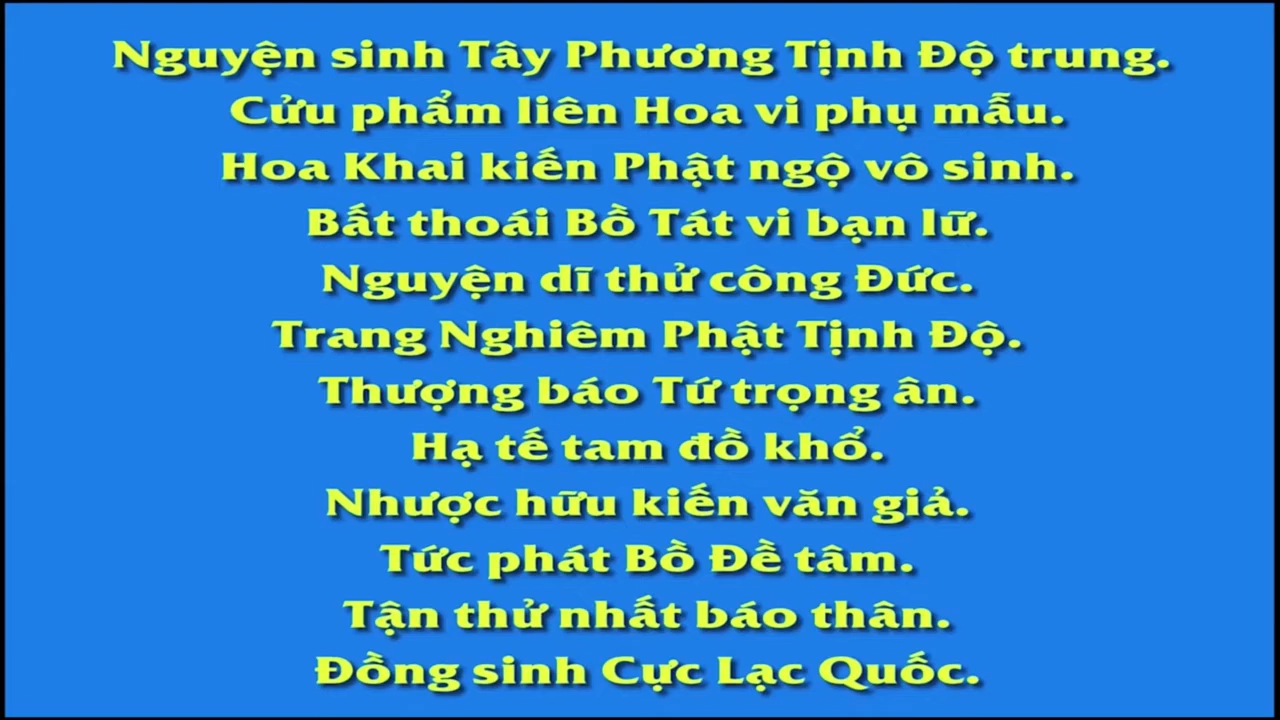 Nguyện sinh Tây Phương Tịnh Độ trung.
Cửu phẩm liên Hoa vi phụ mẫu.
Hoa Khai kiến Phật ngộ vô sinh.
Bất thoái Bồ Tát vi bạn lữ.
Nguyện dĩ thử công Đức.
Trang Nghiêm Phật Tịnh Độ.
Thượng báo Tứ trọng ân.
Hạ tế tam đồ khổ.
Nhược hữu kiến văn giả.
Tức phát Bồ Đề tâm.
Tận thử nhất báo thân.
Đồng sinh Cực Lạc Quốc.